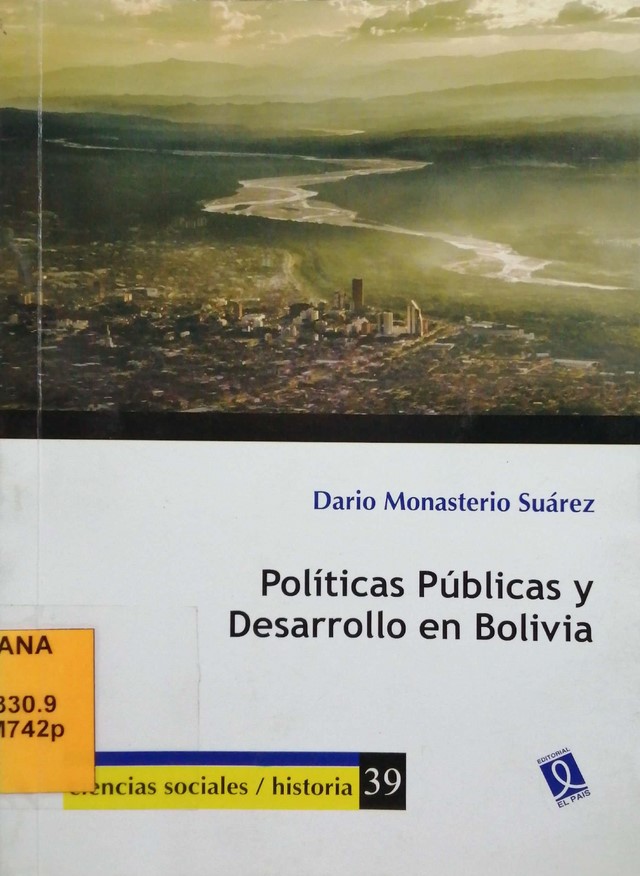 Dario Monasterio Suárez
Políticas Públicas y
Desarrollo en Bolivia
ANA
330.9
M742p
ciencias sociales / historia 39
EDITORIAL
EL PAIS